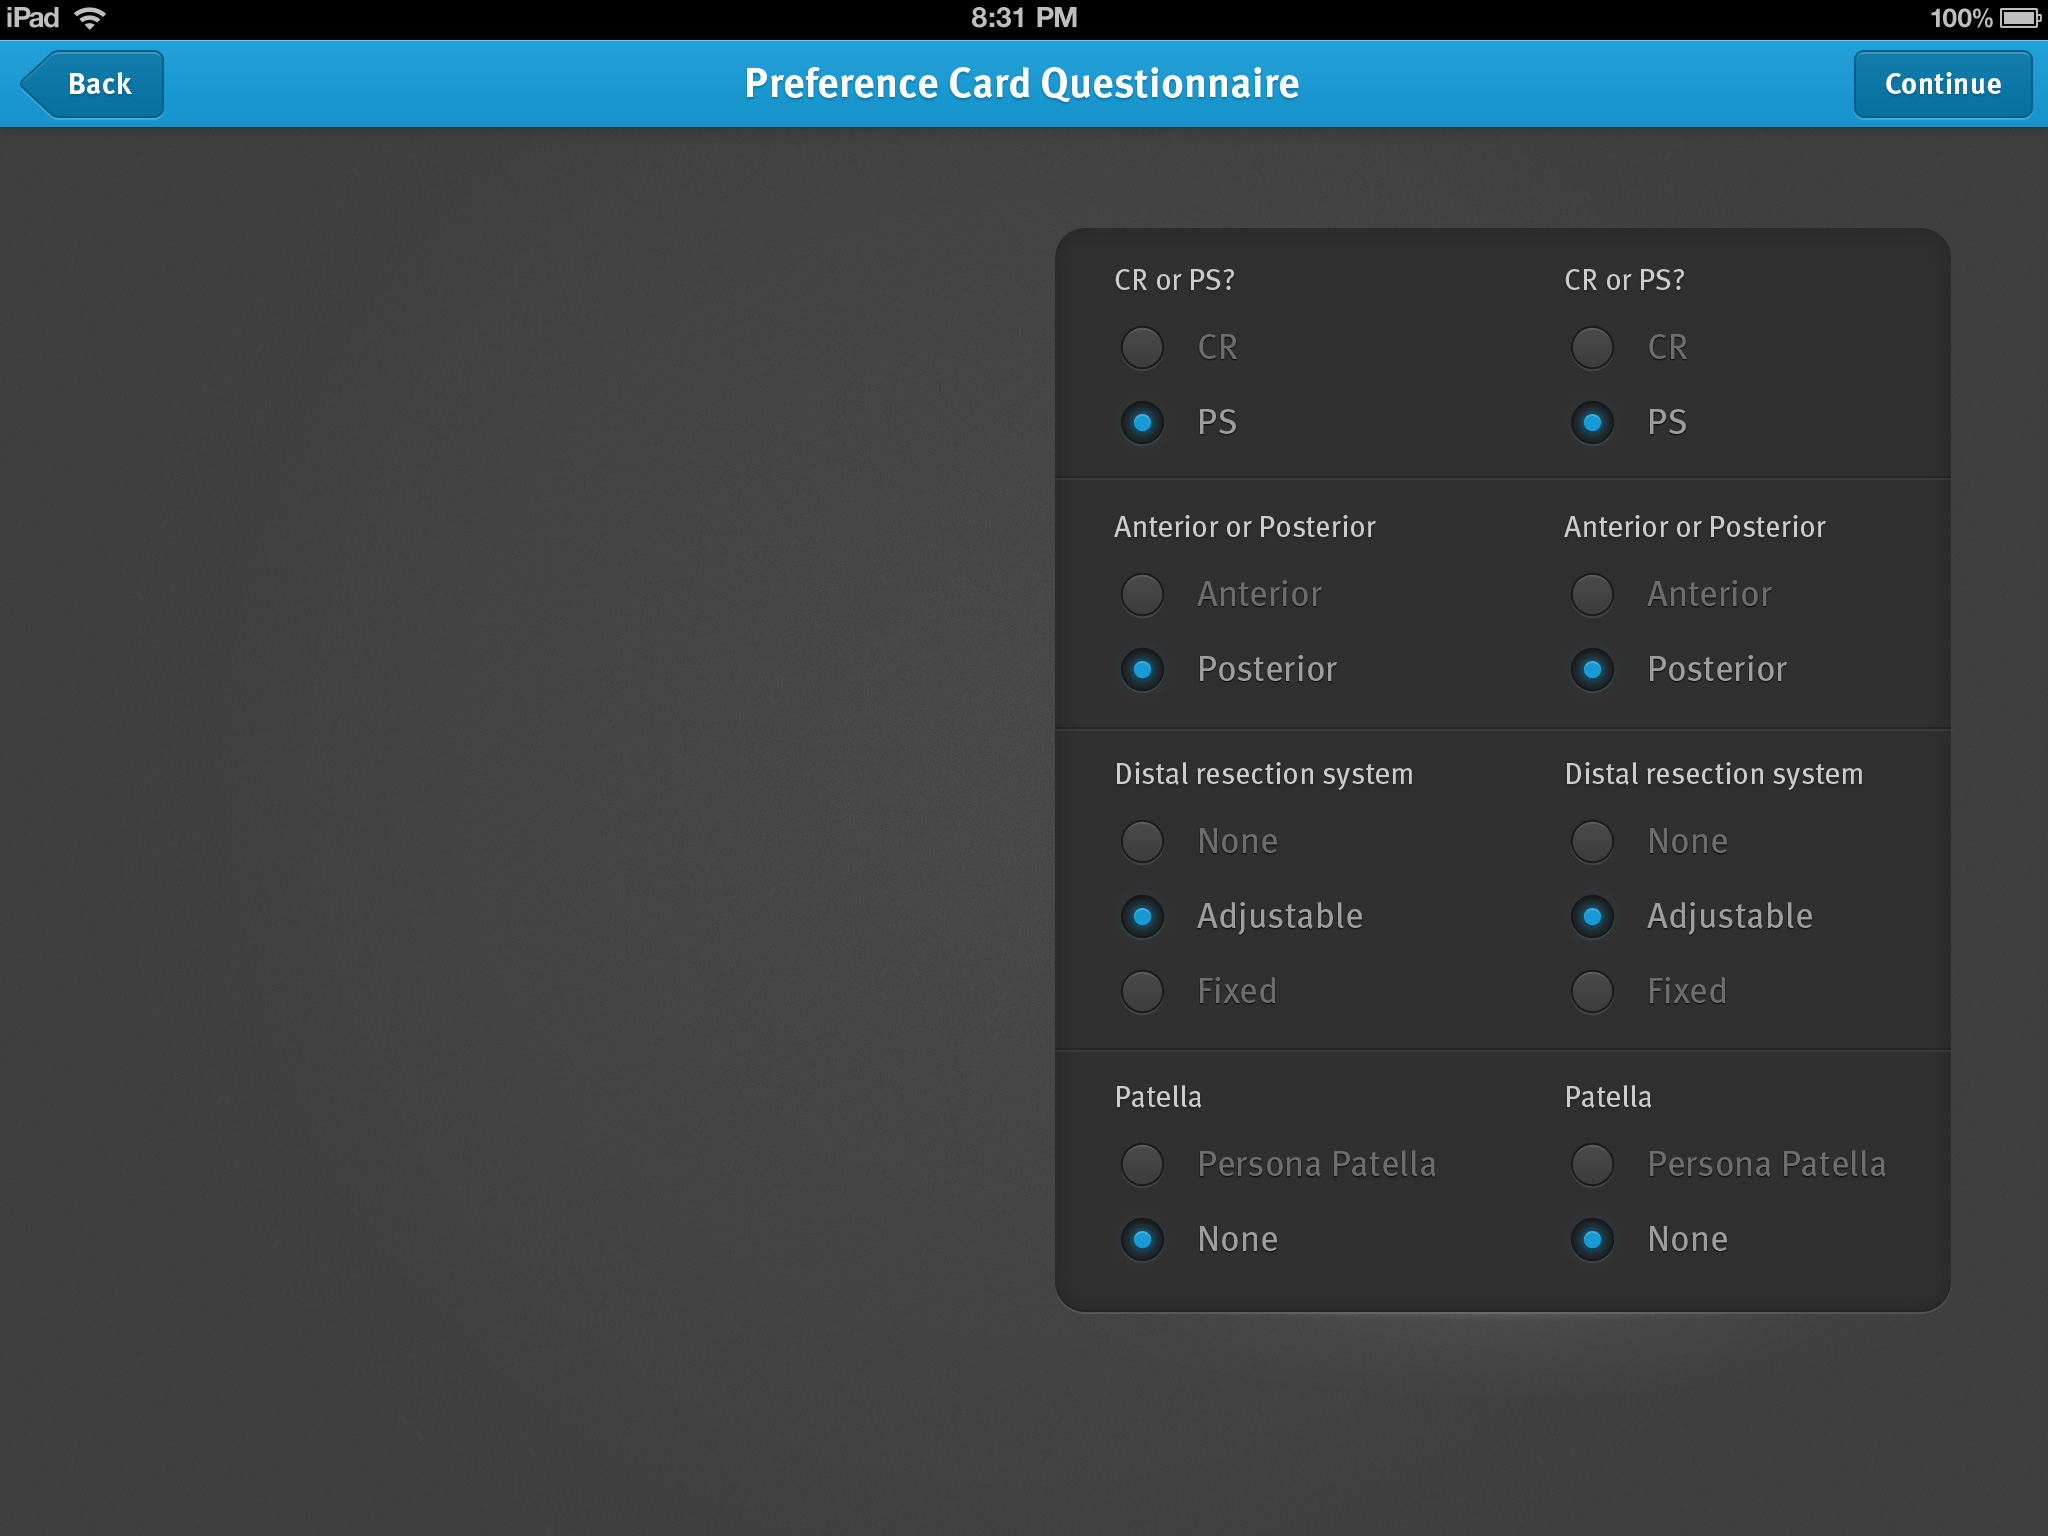 iPad 8:31 PM 100%
Back Preference Card Questionnaire Continue
CR or PS? CR or PS?
CR CR
PS PS
Anterior or Posterior Anterior or Posterior
Anterior Anterior
Posterior Posterior
Distal resection system Distal resection system
None None
Adjustable Adjustable
Fixed Fixed
Patella Patella
Persona Patella Persona Patella
None None